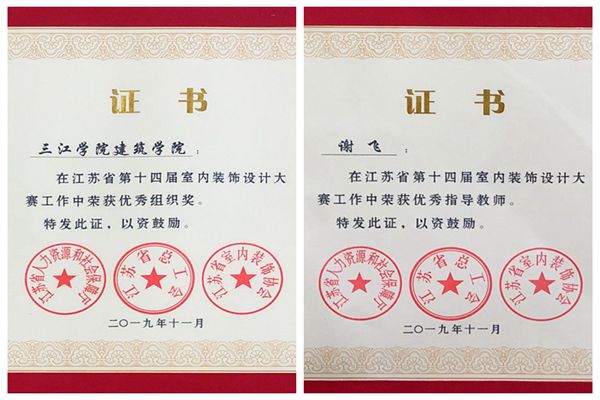 证书
三江学院建筑学院：
在江苏省第十四届室内装饰设计大
赛工作中荣获优秀组织奖。
特发此证，以资鼓励。
江苏省人力资源和社会保障厅
江苏省总工会
江苏省室内装饰协会
二〇一九年十一月
证书
谢飞：
在江苏省第十四届室内装饰设计大
赛工作中荣获优秀指导教师。
特发此证，以资鼓励。
江苏省人力资源和社会保障厅
江苏省总工会
江苏省室内装饰协会
二〇一九年十一月